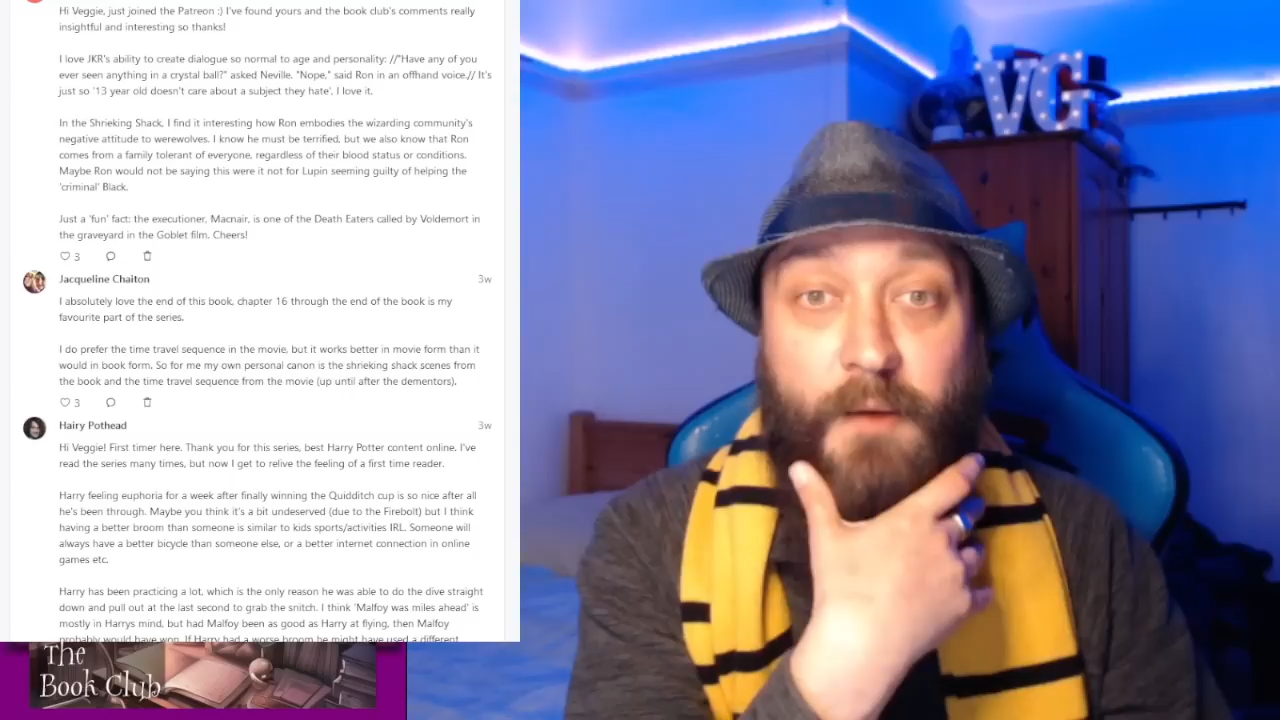 Hi Veggie, just joined the Patreon :) I've found yours and the book club's comments really
insightful and interesting so thanks!
I love JKR's ability to create dialogue so normal to age and personality: //"Have any of you
ever seen anything in a crystal ball?" asked Neville. "Nope," said Ron in an offhand voice.// It's
just so '13 year old doesn't care about a subject they hate', I love it.
In the Shrieking Shack, I find it interesting how Ron embodies the wizarding community's
negative attitude to werewolves. I know he must be terrified, but we also know that Ron
comes from a family tolerant of everyone, regardless of their blood status or conditions.
Maybe Ron would not be saying this were it not for Lupin seeming guilty of helping the
'criminal' Black.
Just a 'fun' fact: the executioner, Macnair, is one of the Death Eaters called by Voldemort in
the graveyard in the Goblet film. Cheers!
3
Jacqueline Chaiton 3w
I absolutely love the end of this book, chapter 16 through the end of the book is my
favourite part of the series.
I do prefer the time travel sequence in the movie, but it works better in movie form than it
would in book form. So for me my own personal canon is the shrieking shack scenes from
the book and the time travel sequence from the movie (up until after the dementors).
3
Hairy Pothead 3w
Hi Veggie! First timer here. Thank you for this series, best Harry Potter content online. I've
read the series many times, but now I get to relive the feeling of a first time reader.
Harry feeling euphoria for a week after finally winning the Quidditch cup is so nice after all
he's been through. Maybe you think it's a bit undeserved (due to the Firebolt) but I think
having a better broom than someone is similar to kids sports/activities IRL. Someone will
always have a better bicycle than someone else, or a better internet connection in online
games etc.
Harry has been practicing a lot, which is the only reason he was able to do the dive straight
down and pull out at the last second to grab the snitch. I think 'Malfoy was miles ahead' is
mostly in Harrys mind, but had Malfoy been as good as Harry at flying, then Malfoy
probably would have won. If Harry had a worse broom he might have used a different
The
Book Club
VG